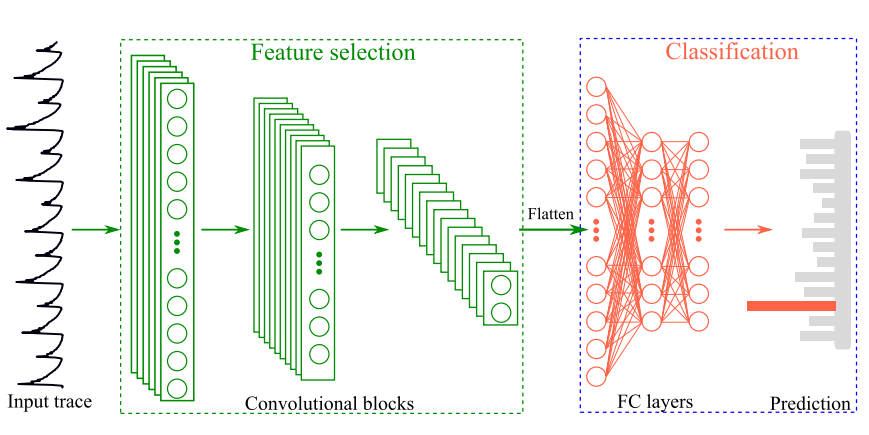 Feature selection
Classification
Flatten
Input trace
Convolutional blocks
FC layers
Prediction